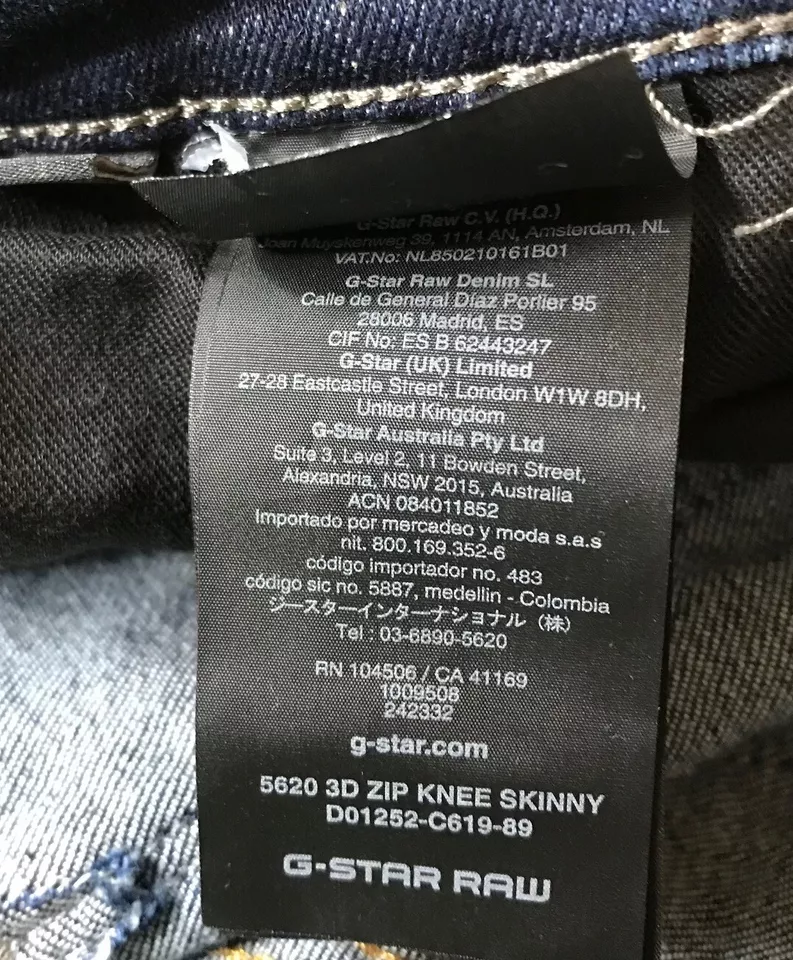 G-Star Raw C.V. (H.Q.)
Joan Muyskenweg 39, 1114 AN, Amsterdam, NL
VAT.No: NL850210161B01
G-Star Raw Denim SL
Calle de General Díaz Porlier 95
28006 Madrid, ES
CIF No: ES B 62443247
G-Star (UK) Limited
27-28 Eastcastle Street, London W1W 8DH,
United Kingdom
G-Star Australia Pty Ltd
Suite 3, Level 2, 11 Bowden Street,
Alexandria, NSW 2015, Australia
ACN 084011852
Importado por mercadeo y moda s.a.s
nit. 800.169.352-6
código importador no. 483
código sic no. 5887, medellin - Colombia
ジースターインターナショナル（株）
Tel : 03-6890-5620
RN 104506 / CA 41169
1009508
242332
g-star.com
5620 3D ZIP KNEE SKINNY
D01252-C619-89
G-STAR RAW